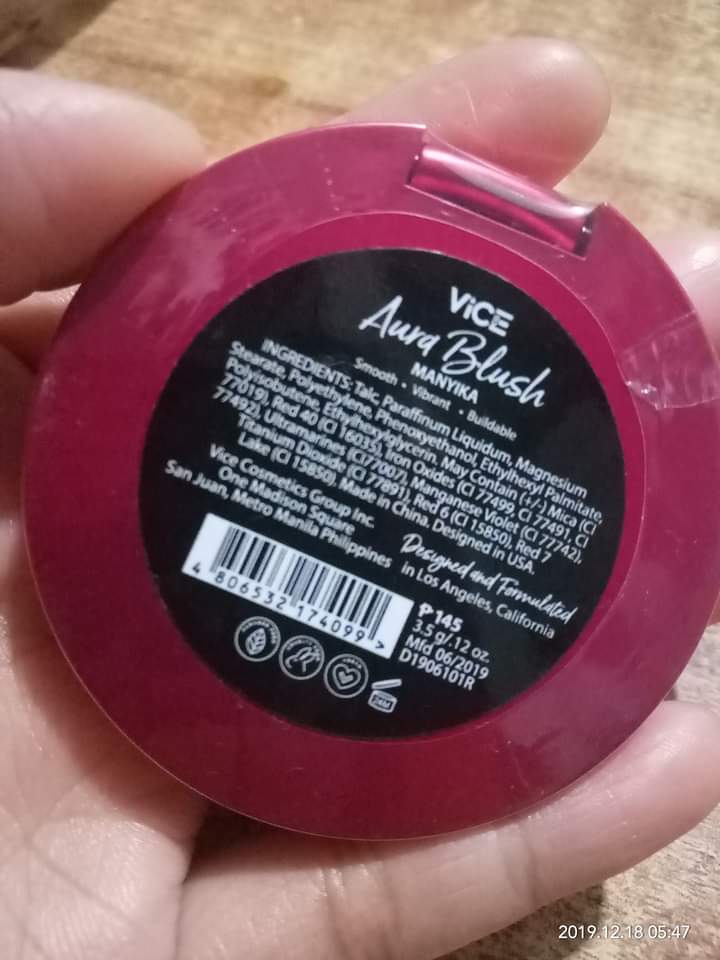 ViCE
Aura Blush
MANYIKA
Smooth • Vibrant • Buildable
INGREDIENTS: Talc, Paraffinum Liquidum, Magnesium
Stearate, Polyethylene, Phenoxyethanol, Ethylhexyl Palmitate,
Polyisobutene, Ethylhexylglycerin. May Contain (+/-) Mica (CI
77019), Red 40 (CI 16035), Iron Oxides (CI 77499, CI 77491, CI
77492), Ultramarines (CI77007), Manganese Violet (CI 77742),
Titanium Dioxide (CI 77891), Red 6 (CI 15850), Red 7
Lake (CI 15850). Made in China. Designed in USA.
Vice Cosmetics Group Inc.
One Madison Square
San Juan, Metro Manila Philippines
Designed and Formulated
in Los Angeles, California
4 806532 174099 >
₱145
3.5 g/.12 oz.
Mfd 06/2019
D1906101R
24M
2019.12.18 05:47